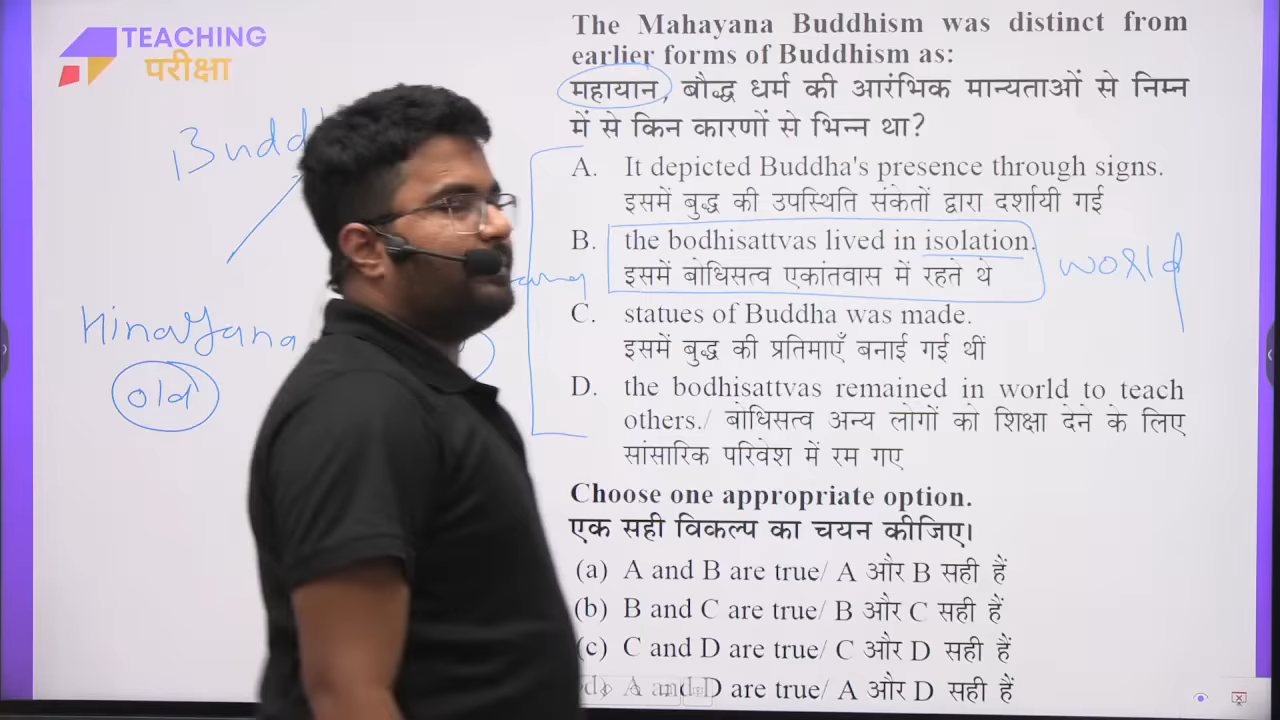 TEACHING
परीक्षा
The Mahayana Buddhism was distinct from
earlier forms of Buddhism as:
महायान, बौद्ध धर्म की आरंभिक मान्यताओं से निम्न
में से किन कारणों से भिन्न था?
A. It depicted Buddha's presence through signs.
इसमें बुद्ध की उपस्थिति संकेतों द्वारा दर्शायी गई
B. the bodhisattvas lived in isolation.
इसमें बोधिसत्व एकांतवास में रहते थे
C. statues of Buddha was made.
इसमें बुद्ध की प्रतिमाएँ बनाई गई थीं
D. the bodhisattvas remained in world to teach
others./ बोधिसत्व अन्य लोगों को शिक्षा देने के लिए
सांसारिक परिवेश में रम गए
Choose one appropriate option.
एक सही विकल्प का चयन कीजिए।
(a) A and B are true/ A और B सही हैं
(b) B and C are true/ B और C सही हैं
(c) C and D are true/ C और D सही हैं
(d) A and D are true/ A और D सही हैं
Hinayana
old
world